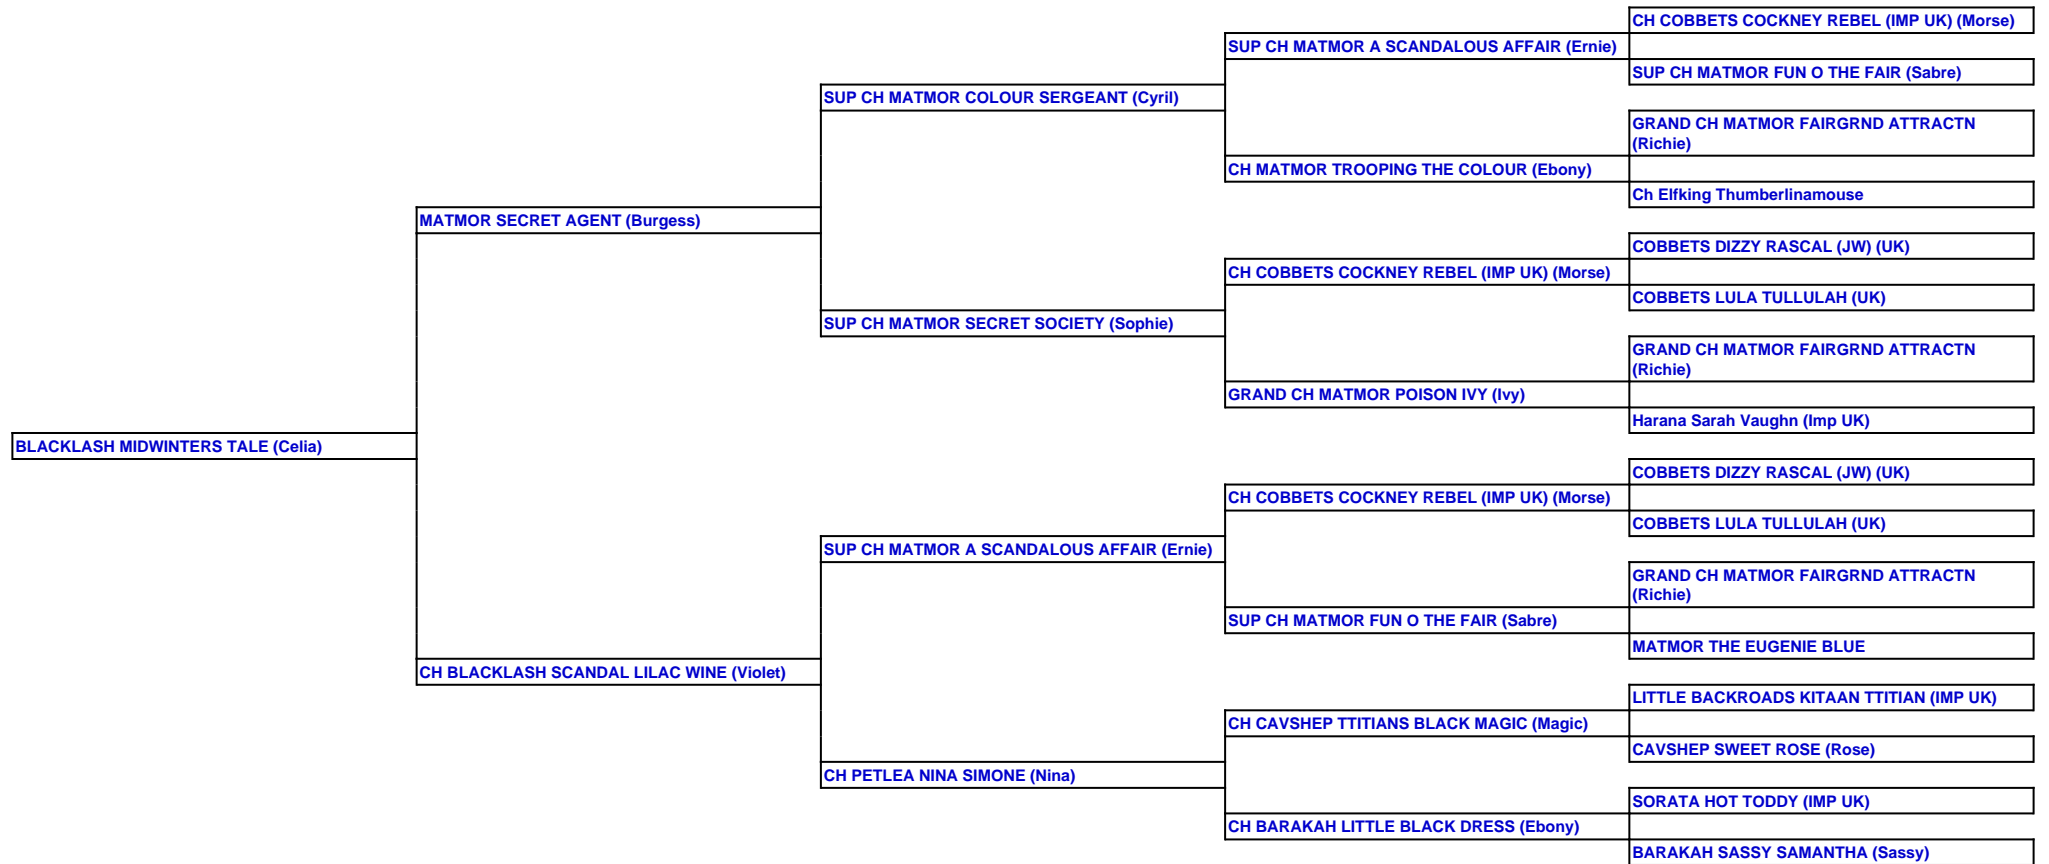 CH COBBETS COCKNEY REBEL (IMP UK) (Morse)
SUP CH MATMOR A SCANDALOUS AFFAIR (Ernie)
SUP CH MATMOR FUN O THE FAIR (Sabre)
SUP CH MATMOR COLOUR SERGEANT (Cyril)
GRAND CH MATMOR FAIRGRND ATTRACTN
(Richie)
CH MATMOR TROOPING THE COLOUR (Ebony)
Ch Elfking Thumberlinamouse
MATMOR SECRET AGENT (Burgess)
COBBETS DIZZY RASCAL (JW) (UK)
CH COBBETS COCKNEY REBEL (IMP UK) (Morse)
COBBETS LULA TULLULAH (UK)
SUP CH MATMOR SECRET SOCIETY (Sophie)
GRAND CH MATMOR FAIRGRND ATTRACTN
(Richie)
GRAND CH MATMOR POISON IVY (Ivy)
Harana Sarah Vaughn (Imp UK)
BLACKLASH MIDWINTERS TALE (Celia)
COBBETS DIZZY RASCAL (JW) (UK)
CH COBBETS COCKNEY REBEL (IMP UK) (Morse)
COBBETS LULA TULLULAH (UK)
SUP CH MATMOR A SCANDALOUS AFFAIR (Ernie)
GRAND CH MATMOR FAIRGRND ATTRACTN
(Richie)
SUP CH MATMOR FUN O THE FAIR (Sabre)
MATMOR THE EUGENIE BLUE
CH BLACKLASH SCANDAL LILAC WINE (Violet)
LITTLE BACKROADS KITAAN TTITIAN (IMP UK)
CH CAVSHEP TTITIANS BLACK MAGIC (Magic)
CAVSHEP SWEET ROSE (Rose)
CH PETLEA NINA SIMONE (Nina)
SORATA HOT TODDY (IMP UK)
CH BARAKAH LITTLE BLACK DRESS (Ebony)
BARAKAH SASSY SAMANTHA (Sassy)